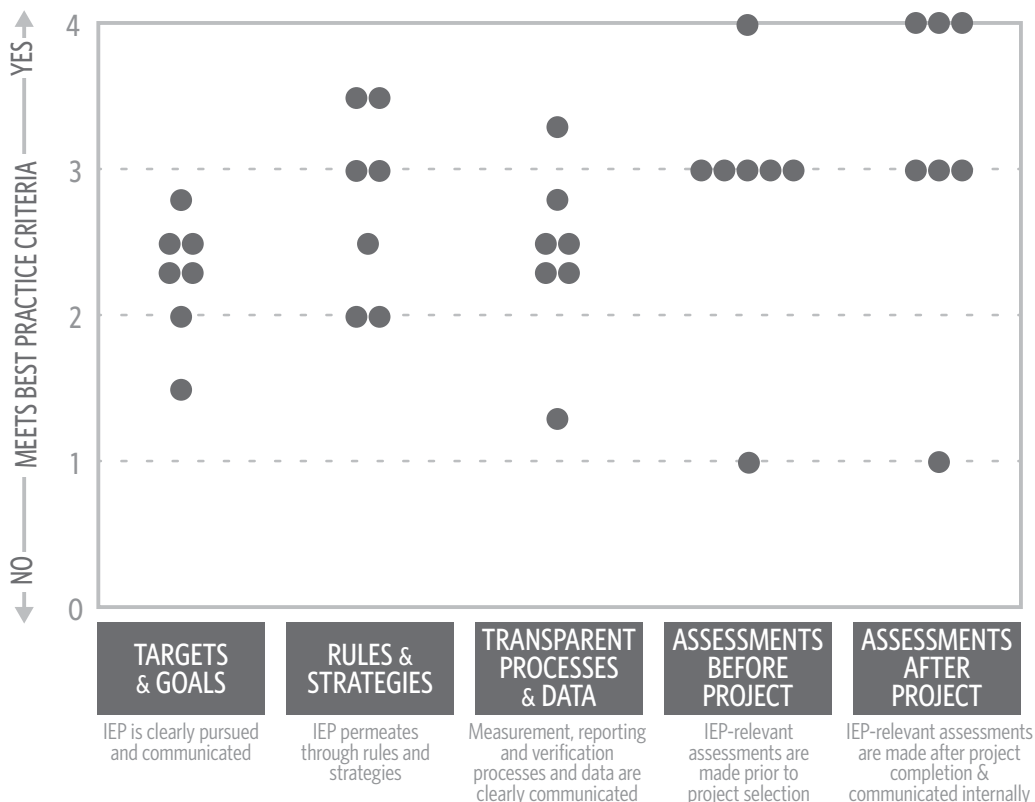 YES
MEETS BEST PRACTICE CRITERIA
NO
4
3
2
1
0
TARGETS
& GOALS
IEP is clearly pursued
and communicated
RULES &
STRATEGIES
IEP permeates
through rules and
strategies
TRANSPARENT
PROCESSES
& DATA
Measurement, reporting
and verification
processes and data are
clearly communicated
ASSESSMENTS
BEFORE
PROJECT
IEP-relevant
assessments are
made prior to
project selection
ASSESSMENTS
AFTER
PROJECT
IEP-relevant assessments
are made after project
completion &
communicated internally